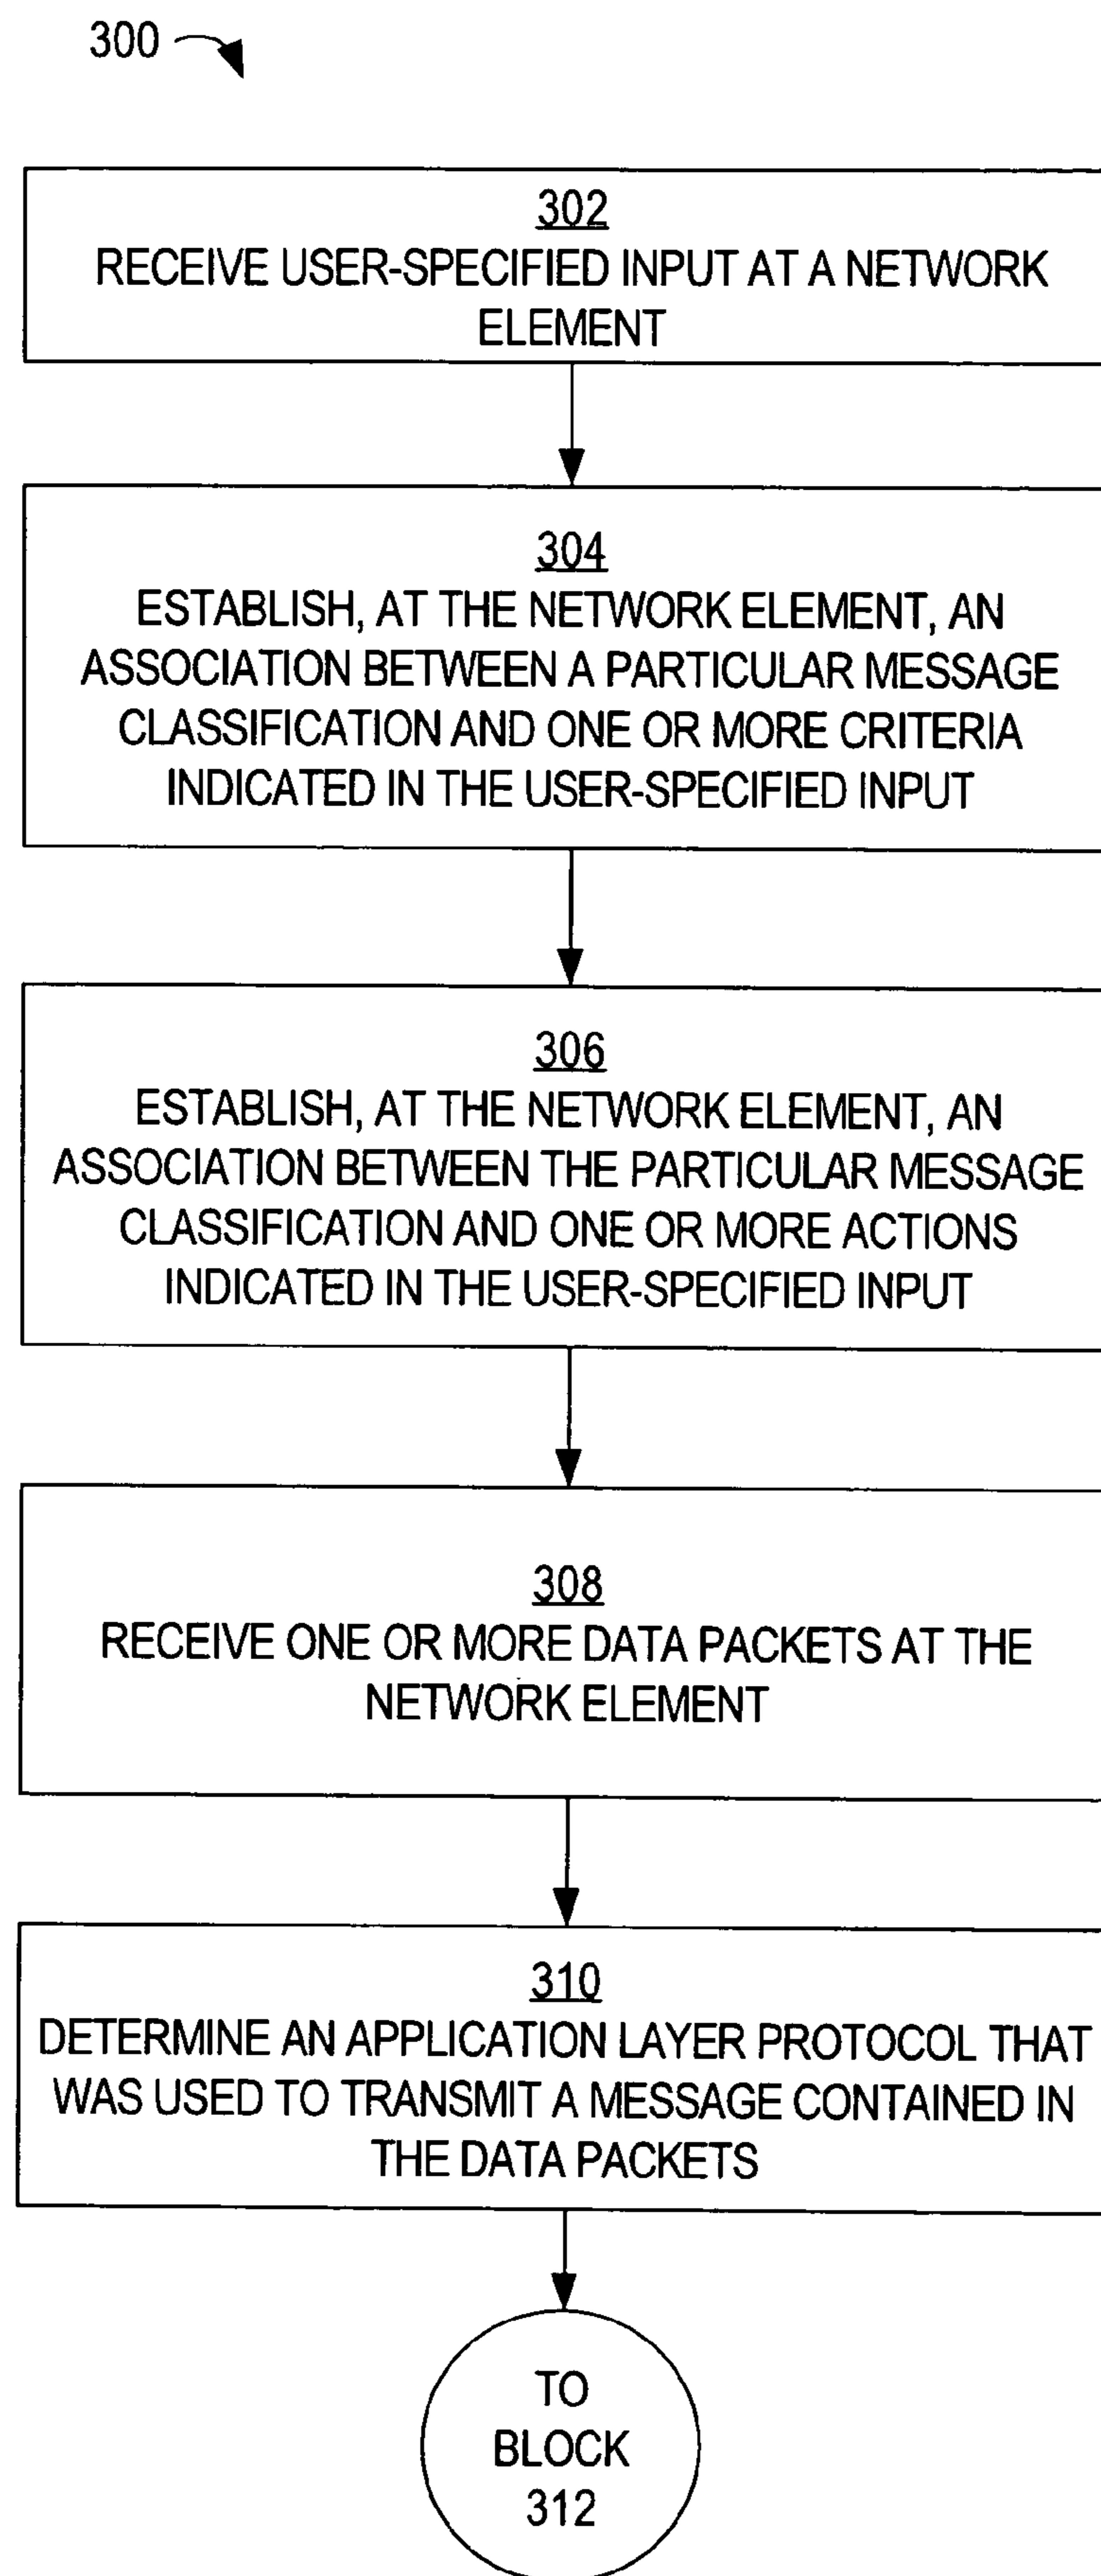 300
302
RECEIVE USER-SPECIFIED INPUT AT A NETWORK
ELEMENT
304
ESTABLISH, AT THE NETWORK ELEMENT, AN
ASSOCIATION BETWEEN A PARTICULAR MESSAGE
CLASSIFICATION AND ONE OR MORE CRITERIA
INDICATED IN THE USER-SPECIFIED INPUT
306
ESTABLISH, AT THE NETWORK ELEMENT, AN
ASSOCIATION BETWEEN THE PARTICULAR MESSAGE
CLASSIFICATION AND ONE OR MORE ACTIONS
INDICATED IN THE USER-SPECIFIED INPUT
308
RECEIVE ONE OR MORE DATA PACKETS AT THE
NETWORK ELEMENT
310
DETERMINE AN APPLICATION LAYER PROTOCOL THAT
WAS USED TO TRANSMIT A MESSAGE CONTAINED IN
THE DATA PACKETS
TO
BLOCK
312